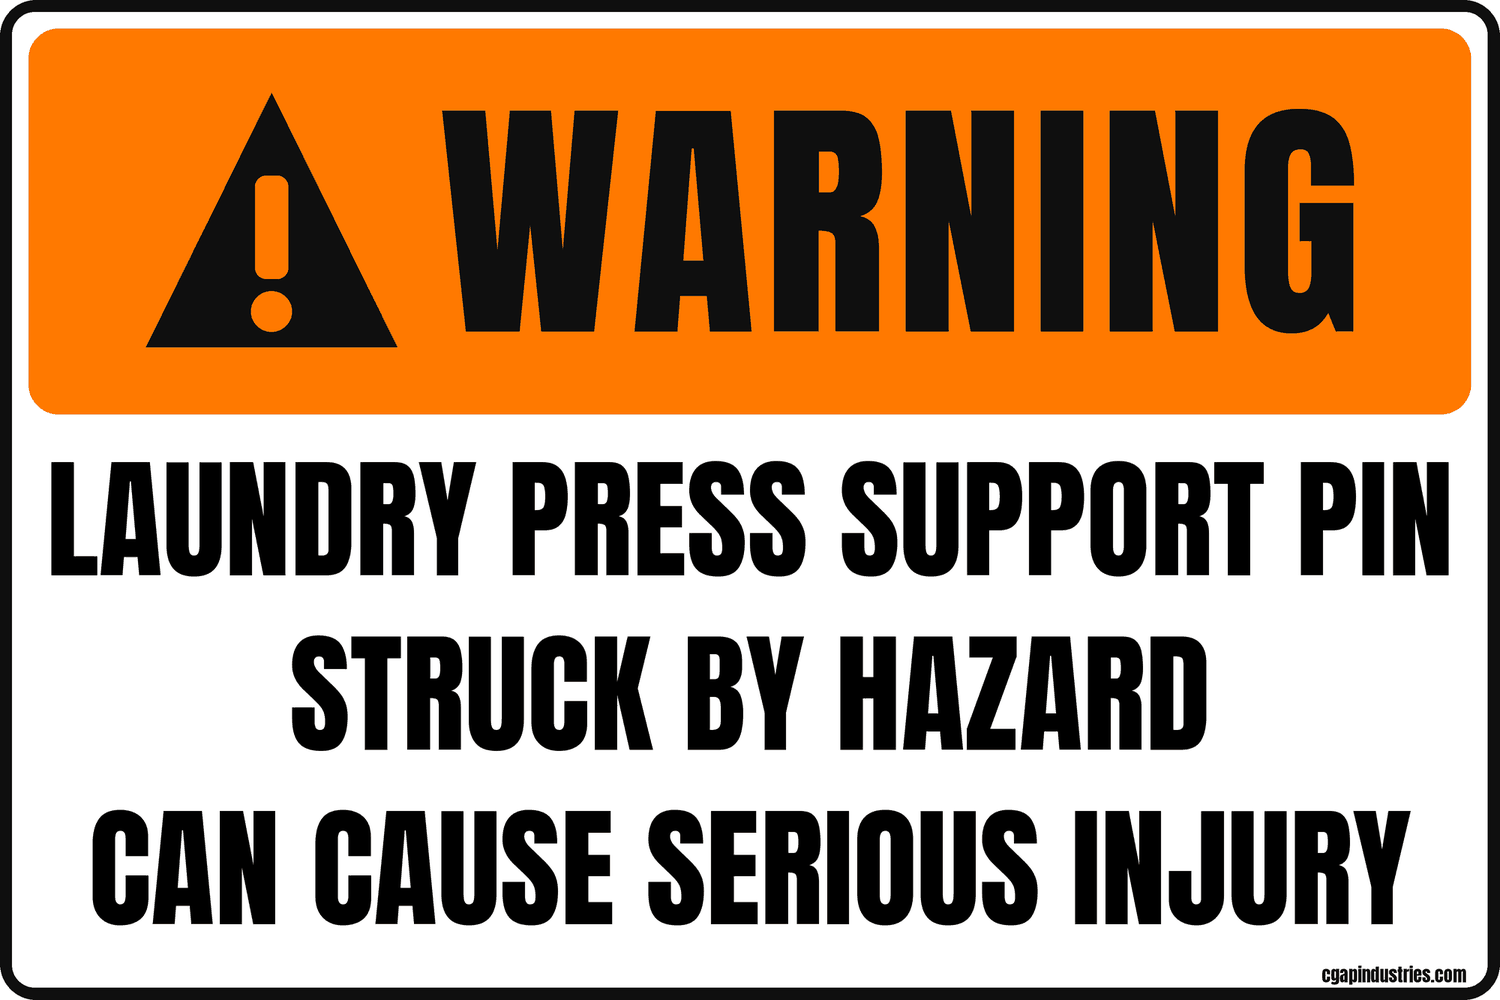 WARNING
LAUNDRY PRESS SUPPORT PIN
STRUCK BY HAZARD
CAN CAUSE SERIOUS INJURY
cgapindustries.com